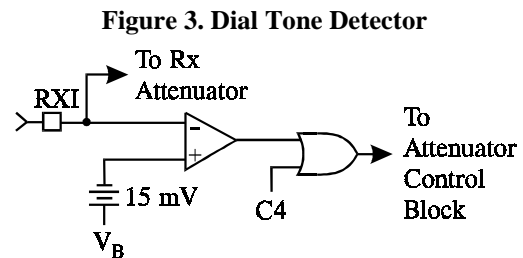 Figure 3. Dial Tone Detector
To Rx
Attenuator
RXI
-
+
15 mV
VB
C4
To
Attenuator
Control
Block